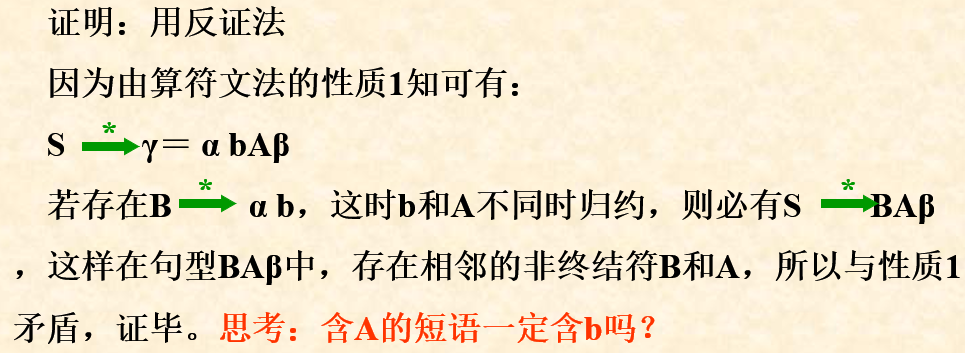 证明：用反证法
因为由算符文法的性质1知可有：
S *⟶ γ＝ α bAβ
若存在B *⟶ α b，这时b和A不同时归约，则必有S *⟶ BAβ
，这样在句型BAβ中，存在相邻的非终结符B和A，所以与性质1
矛盾，证毕。思考：含A的短语一定含b吗？